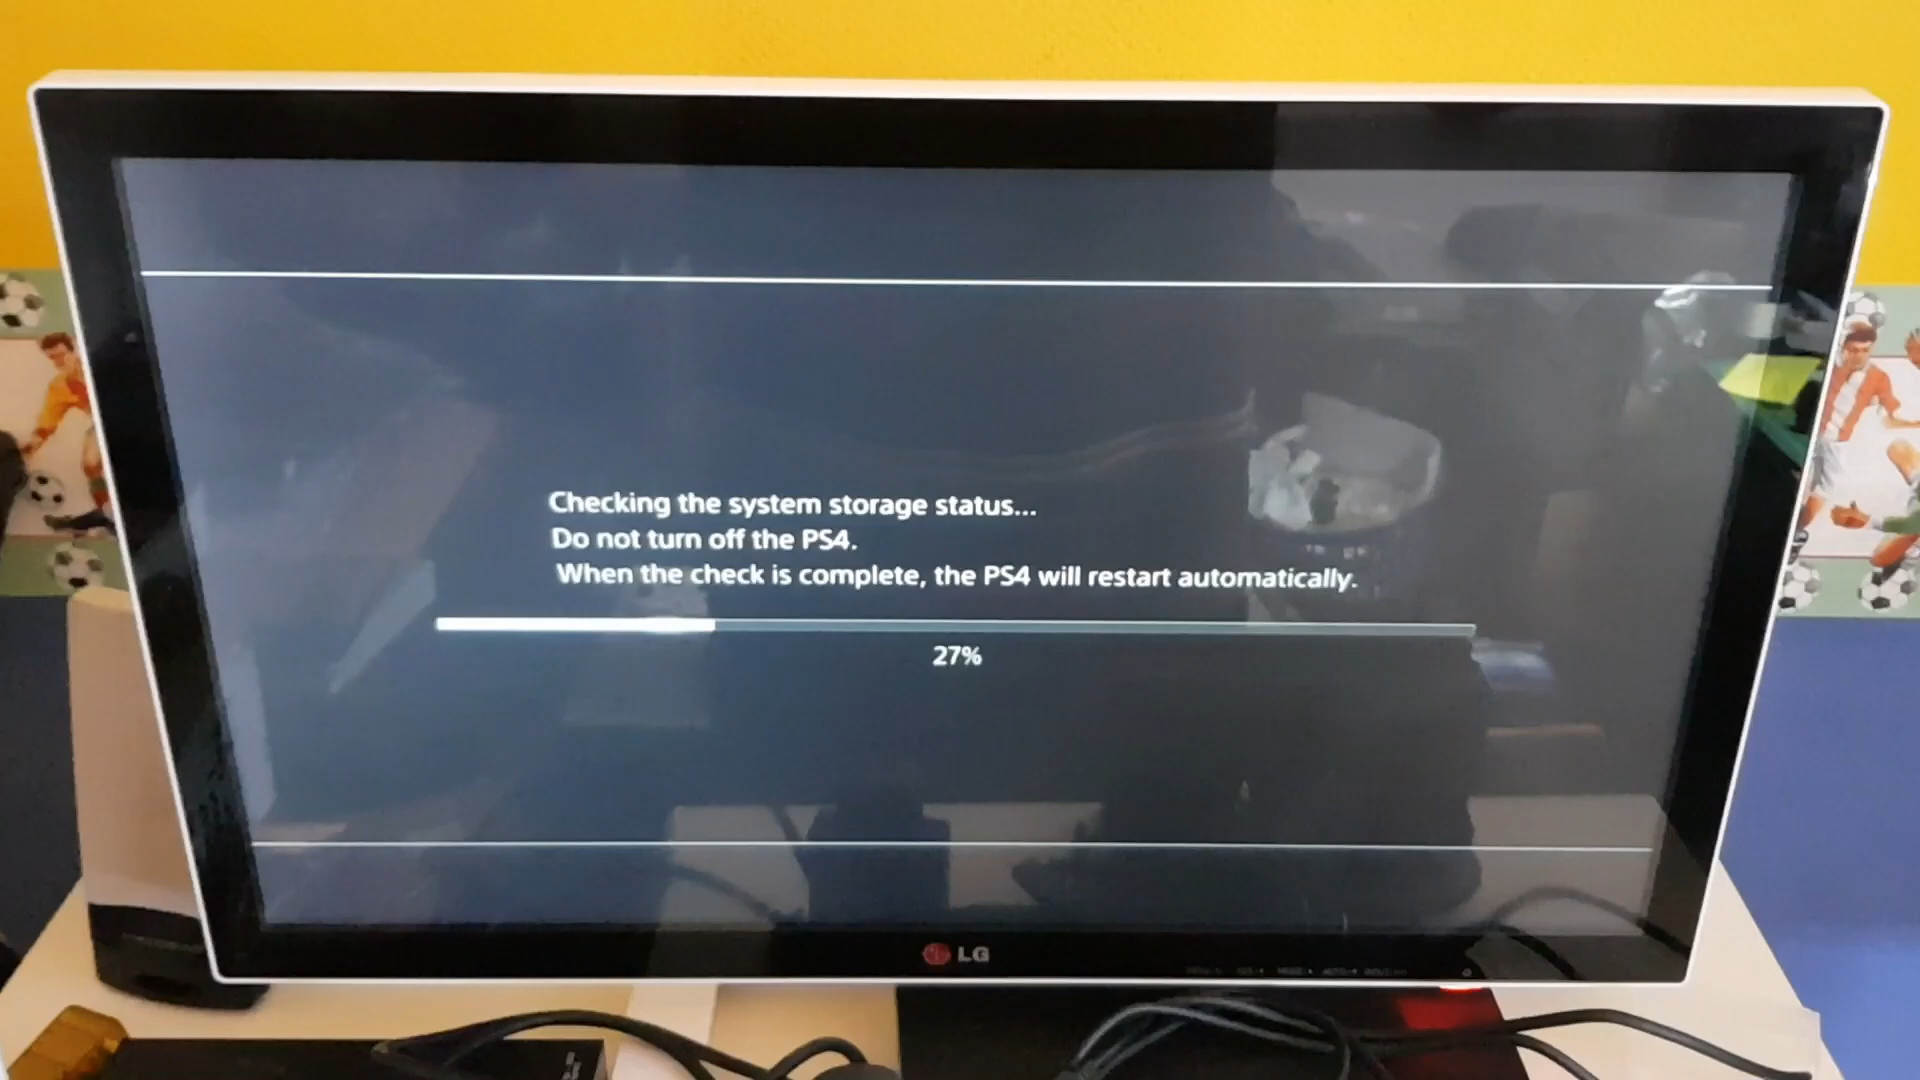 Checking the system storage status...
Do not turn off the PS4.
When the check is complete, the PS4 will restart automatically.
27%
LG